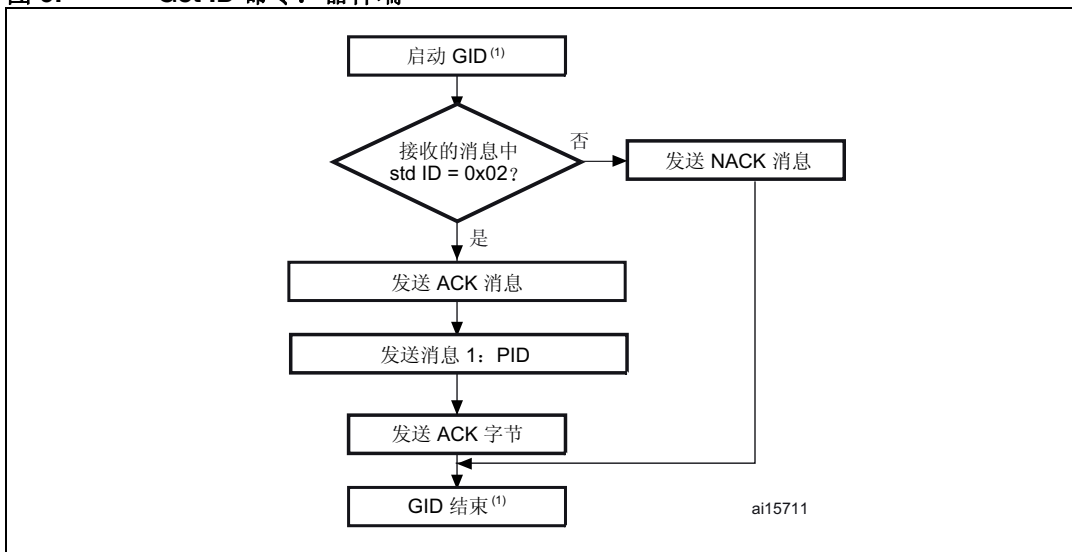 启动 GID (1)
接收的消息中
std ID = 0x02？
否
发送 NACK 消息
是
发送 ACK 消息
发送消息 1：PID
发送 ACK 字节
GID 结束 (1)
ai15711